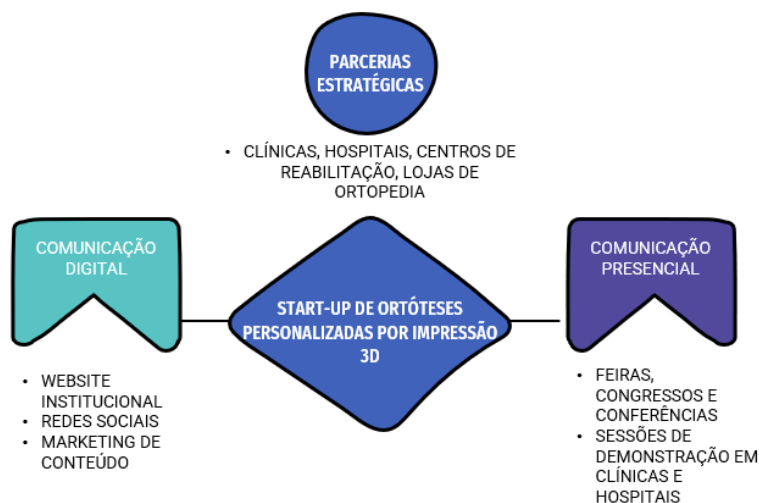 PARCERIAS
ESTRATÉGICAS
• CLÍNICAS, HOSPITAIS, CENTROS DE
REABILITAÇÃO, LOJAS DE
ORTOPEDIA
COMUNICAÇÃO
DIGITAL
• WEBSITE
INSTITUCIONAL
• REDES SOCIAIS
• MARKETING DE
CONTEÚDO
START-UP DE ORTÓTESES
PERSONALIZADAS POR IMPRESSÃO
3D
COMUNICAÇÃO
PRESENCIAL
• FEIRAS,
CONGRESSOS E
CONFERÊNCIAS
• SESSÕES DE
DEMONSTRAÇÃO EM
CLÍNICAS E
HOSPITAIS